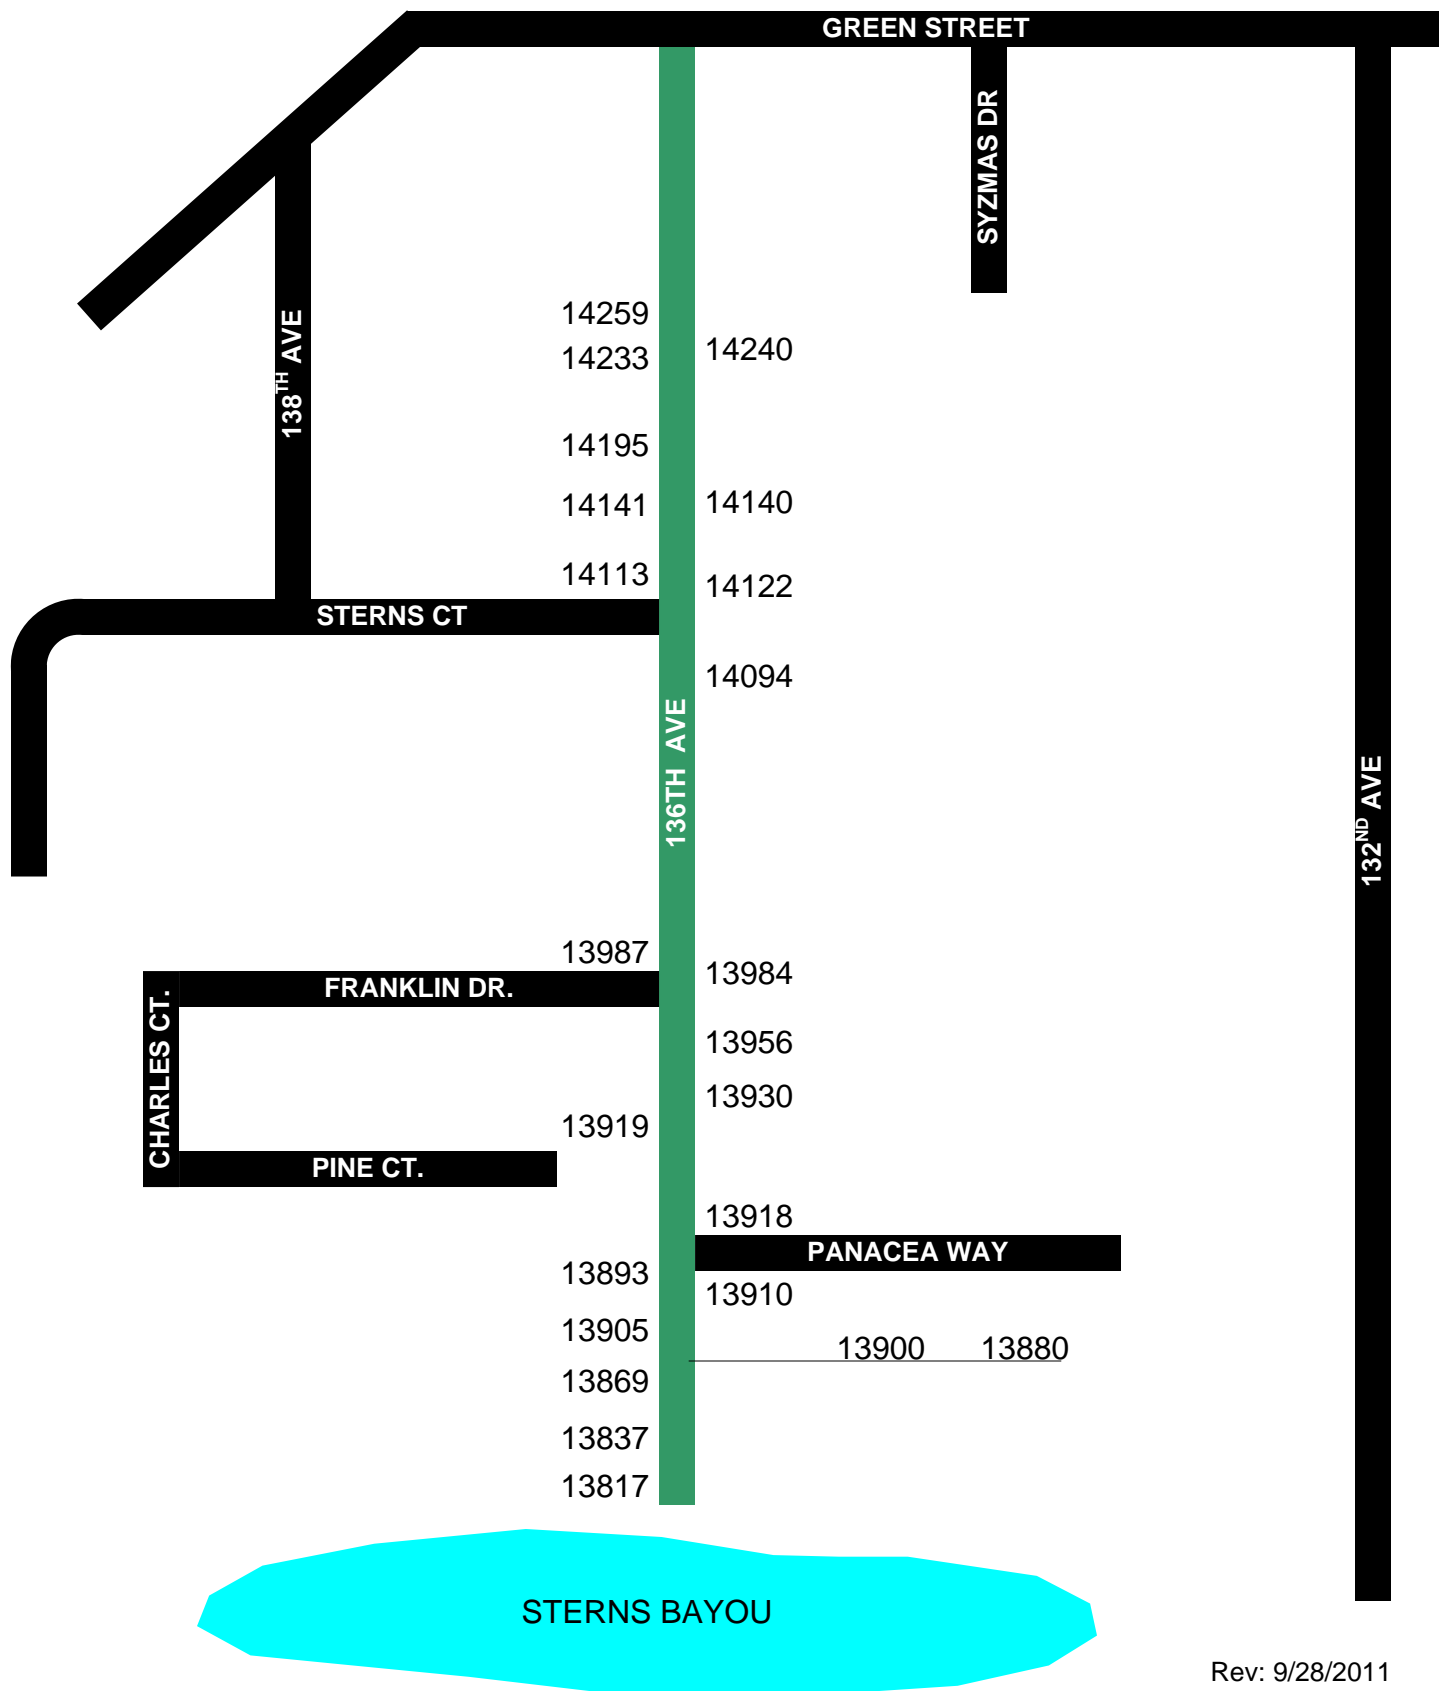 GREEN STREET
SYZMAS DR
14259
14240
14233
138TH AVE
14195
14141
14140
14113
14122
STERNS CT
14094
136TH AVE
132ND AVE
13987
13984
FRANKLIN DR.
CHARLES CT.
13956
13930
13919
PINE CT.
13918
PANACEA WAY
13893
13910
13905
13900 13880
13869
13837
13817
STERNS BAYOU
Rev: 9/28/2011